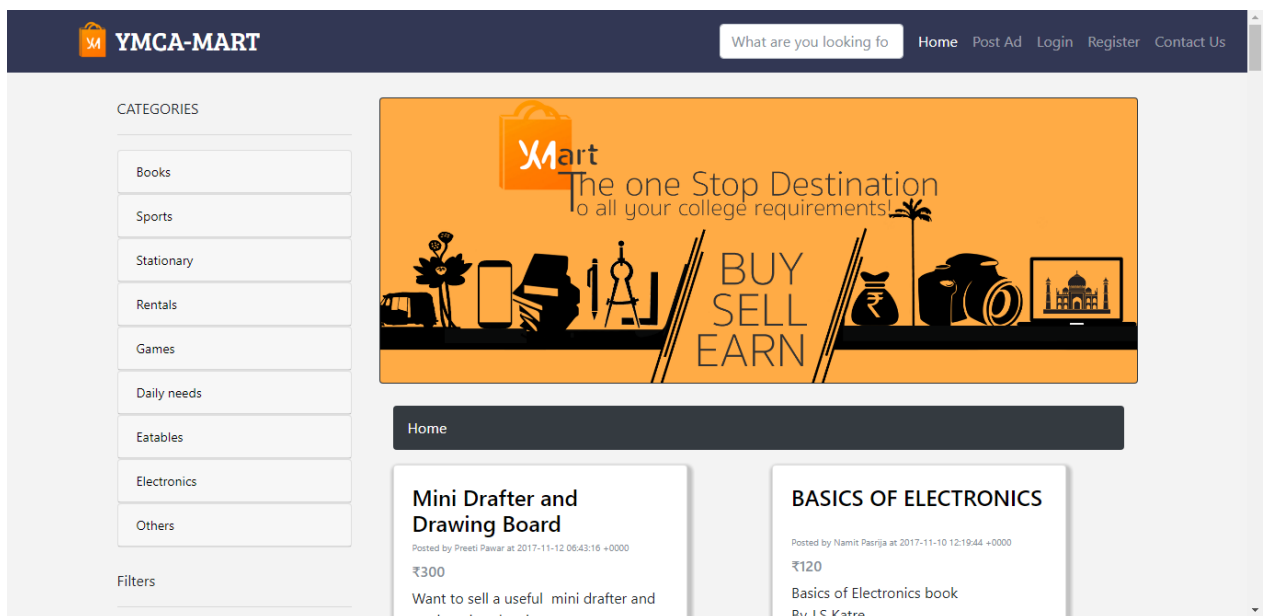 YMCA-MART
What are you looking fo
Home Post Ad Login Register Contact Us
CATEGORIES
Books
Sports
Stationary
Rentals
Games
Daily needs
Eatables
Electronics
Others
Filters
YMart
The one Stop Destination
To all your college requirements!
BUY
SELL
EARN
₹
Home
Mini Drafter and
Drawing Board
Posted by Preeti Pawar at 2017-11-12 06:43:16 +0000
₹300
Want to sell a useful mini drafter and
BASICS OF ELECTRONICS
Posted by Namit Pasrija at 2017-11-10 12:19:44 +0000
₹120
Basics of Electronics book
By J.S Katre